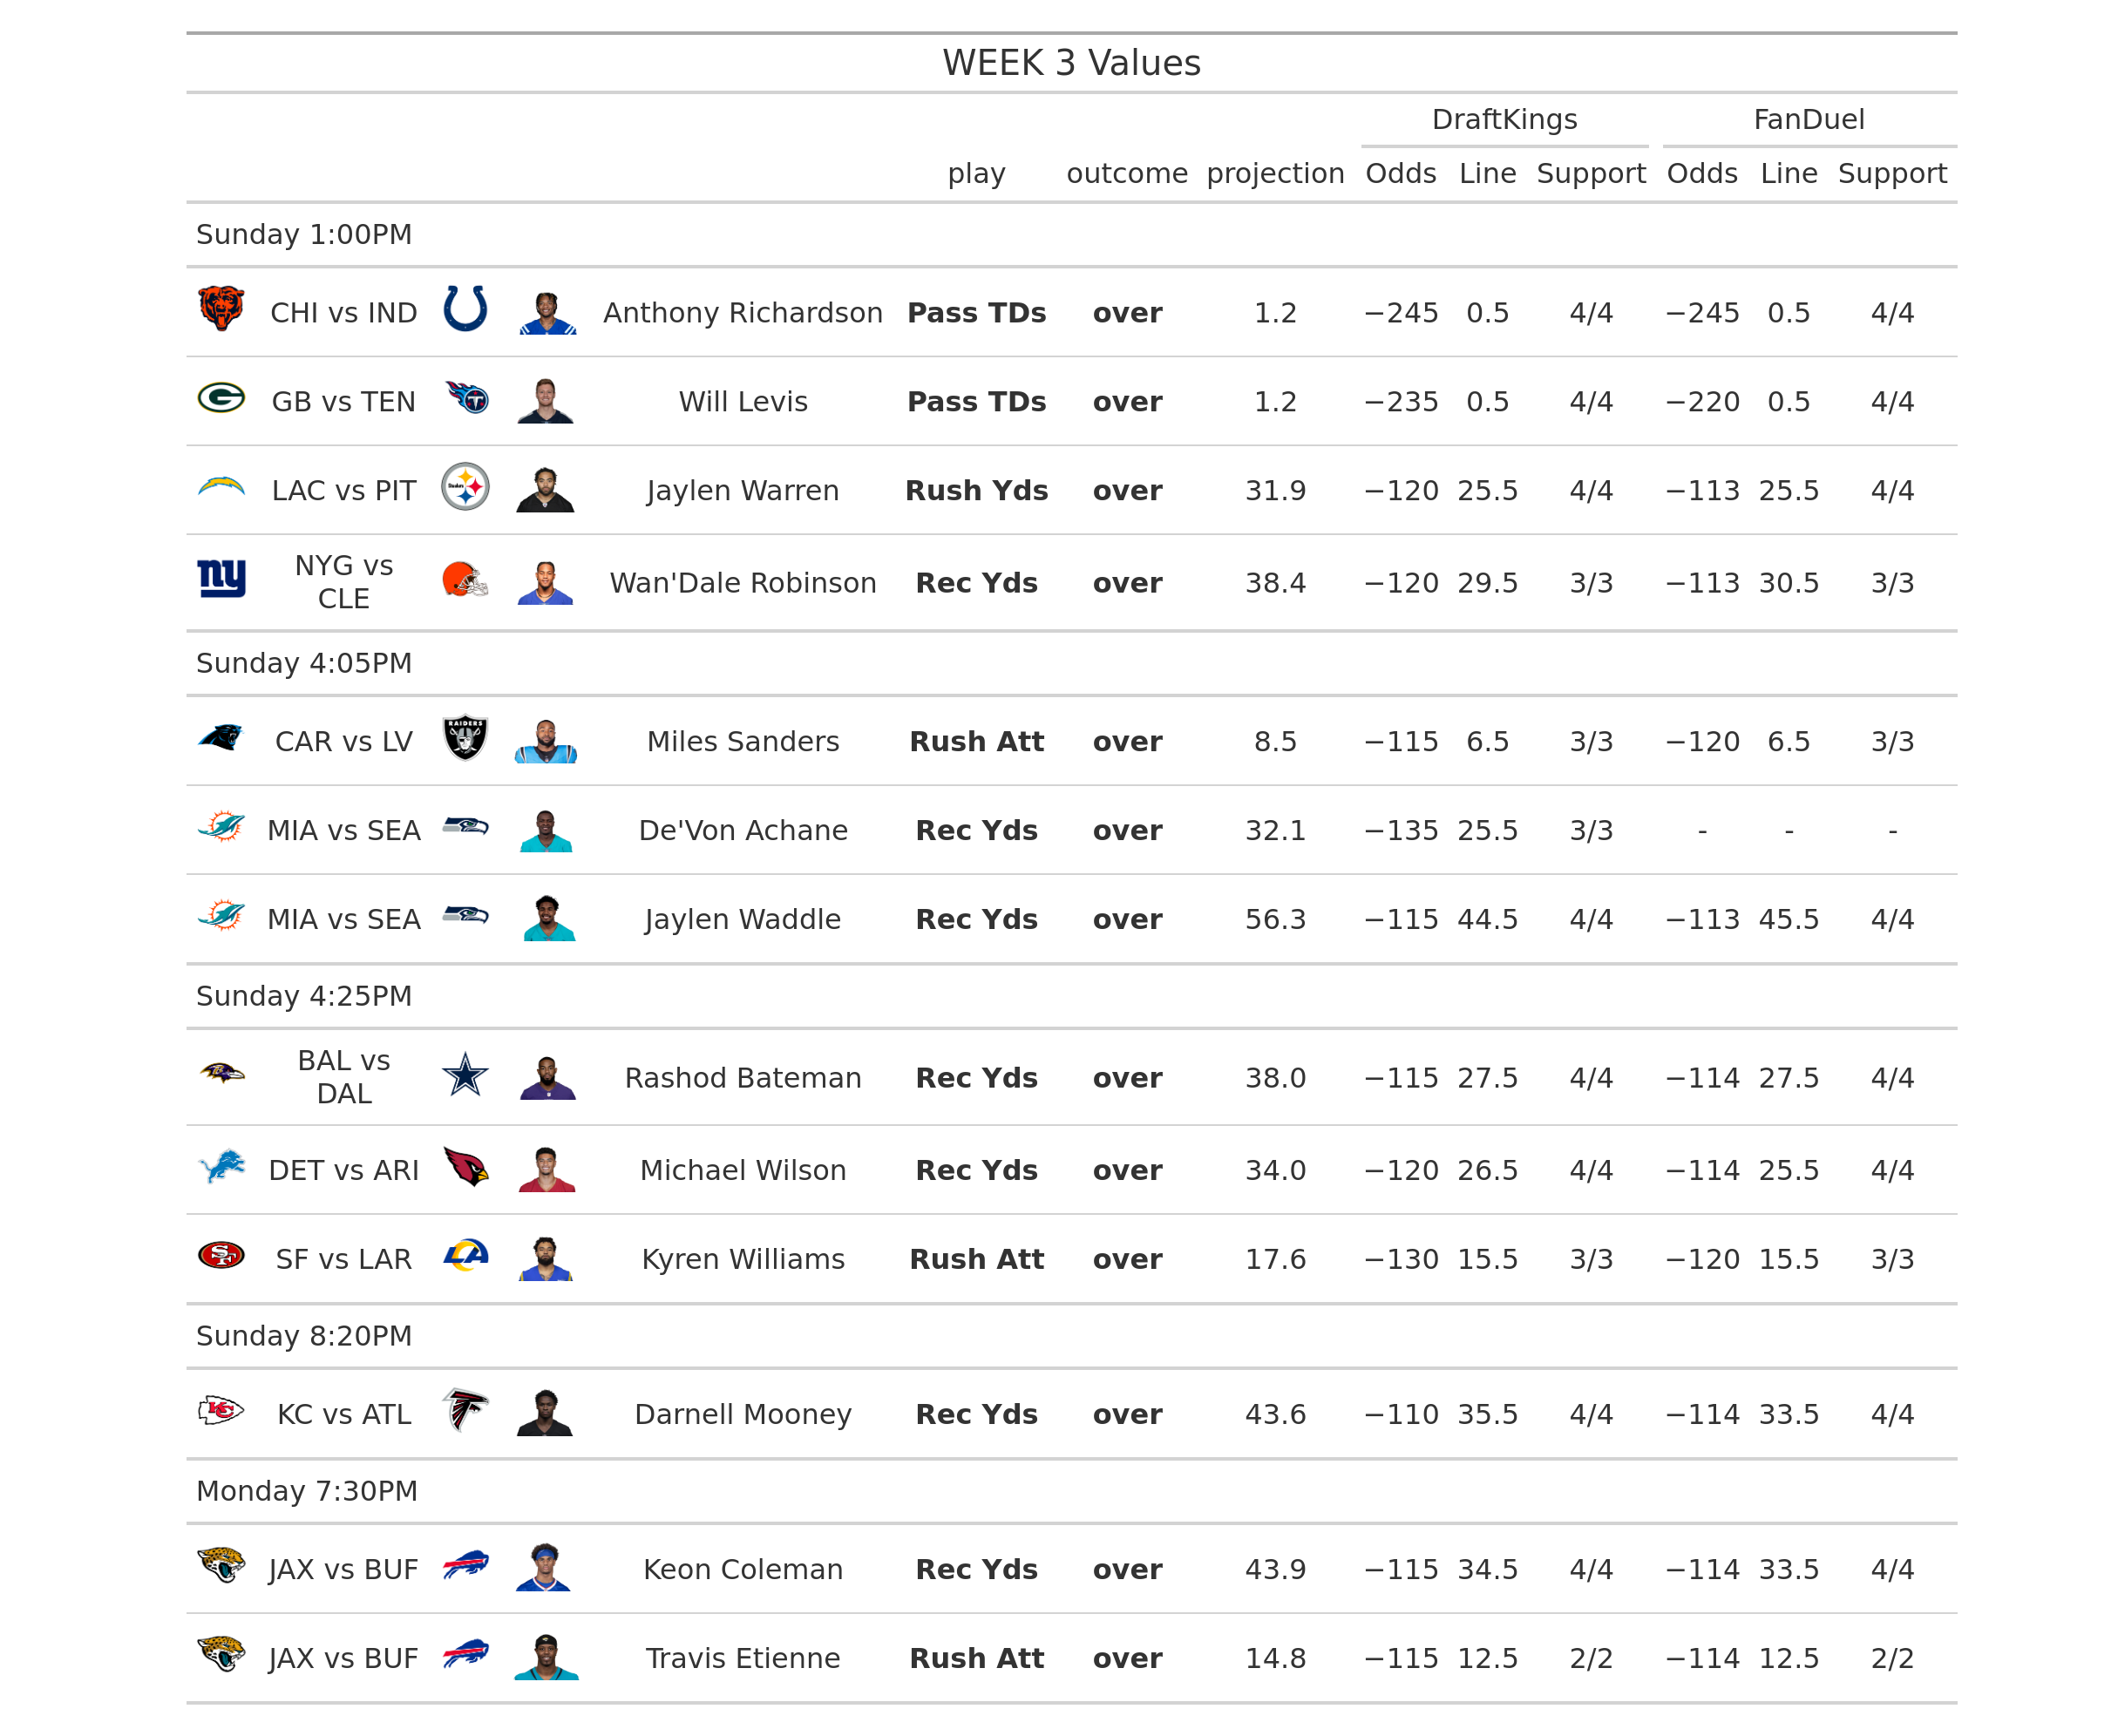 WEEK 3 Values
DraftKings FanDuel
play outcome projection Odds Line Support Odds Line Support
Sunday 1:00PM
CHI vs IND Anthony Richardson Pass TDs over 1.2 −245 0.5 4/4 −245 0.5 4/4
GB vs TEN Will Levis Pass TDs over 1.2 −235 0.5 4/4 −220 0.5 4/4
LAC vs PIT Jaylen Warren Rush Yds over 31.9 −120 25.5 4/4 −113 25.5 4/4
NYG vs
CLE Wan'Dale Robinson Rec Yds over 38.4 −120 29.5 3/3 −113 30.5 3/3
Sunday 4:05PM
CAR vs LV Miles Sanders Rush Att over 8.5 −115 6.5 3/3 −120 6.5 3/3
MIA vs SEA De'Von Achane Rec Yds over 32.1 −135 25.5 3/3 - - -
MIA vs SEA Jaylen Waddle Rec Yds over 56.3 −115 44.5 4/4 −113 45.5 4/4
Sunday 4:25PM
BAL vs
DAL Rashod Bateman Rec Yds over 38.0 −115 27.5 4/4 −114 27.5 4/4
DET vs ARI Michael Wilson Rec Yds over 34.0 −120 26.5 4/4 −114 25.5 4/4
SF vs LAR Kyren Williams Rush Att over 17.6 −130 15.5 3/3 −120 15.5 3/3
Sunday 8:20PM
KC vs ATL Darnell Mooney Rec Yds over 43.6 −110 35.5 4/4 −114 33.5 4/4
Monday 7:30PM
JAX vs BUF Keon Coleman Rec Yds over 43.9 −115 34.5 4/4 −114 33.5 4/4
JAX vs BUF Travis Etienne Rush Att over 14.8 −115 12.5 2/2 −114 12.5 2/2